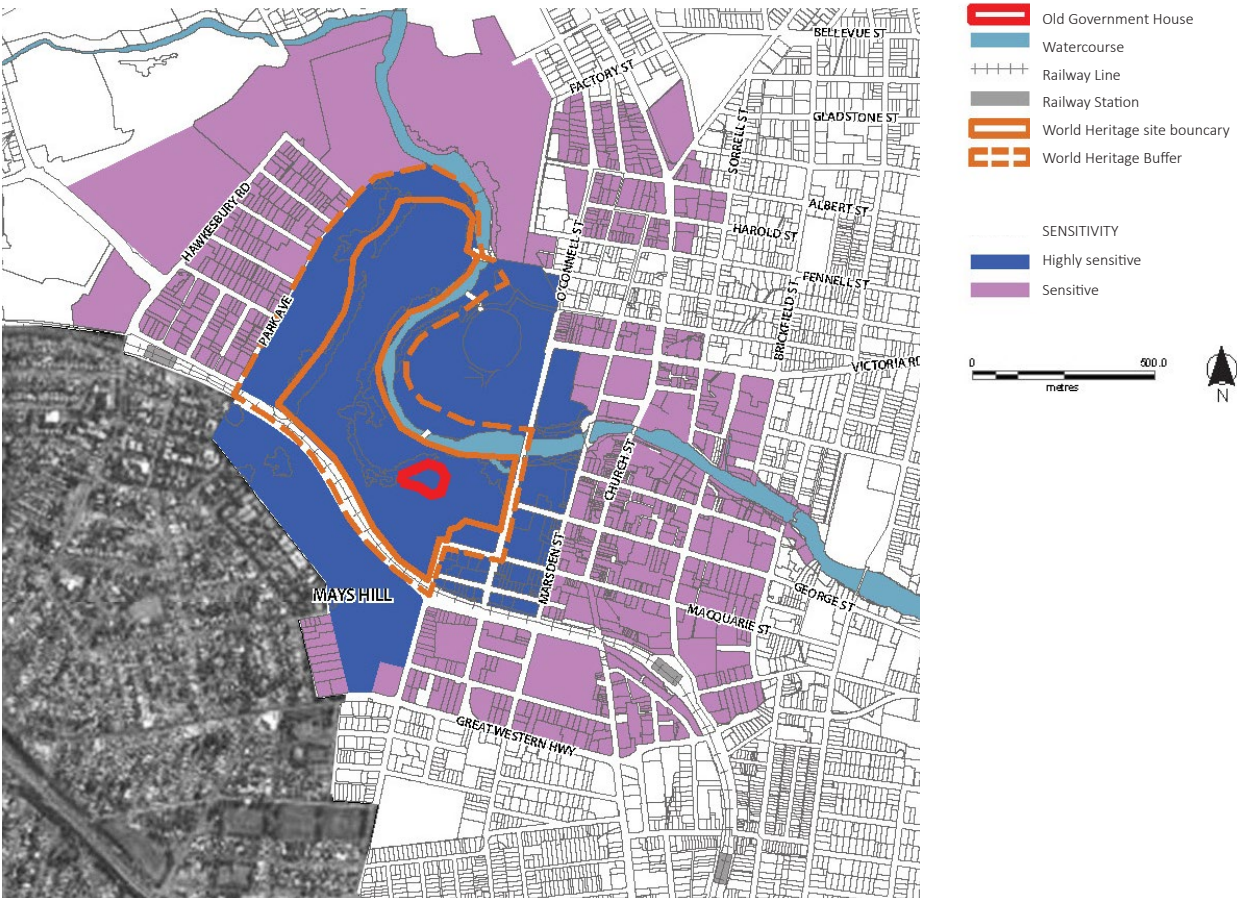 BELLEVUE ST
FACTORY ST
SORRELL ST
GLADSTONE ST
HAWKESBURY RD
ALBERT ST
HAROLD ST
O'CONNELL ST
FENNELL ST
PARK AVE
BRICKFIELD ST
VICTORIA RD
CHURCH ST
MARSDEN ST
MAYS HILL
GEORGE ST
MACQUARIE ST
GREAT WESTERN HWY
Old Government House
Watercourse
Railway Line
Railway Station
World Heritage site bouncary
World Heritage Buffer
SENSITIVITY
Highly sensitive
Sensitive
0 500.0
metres
N